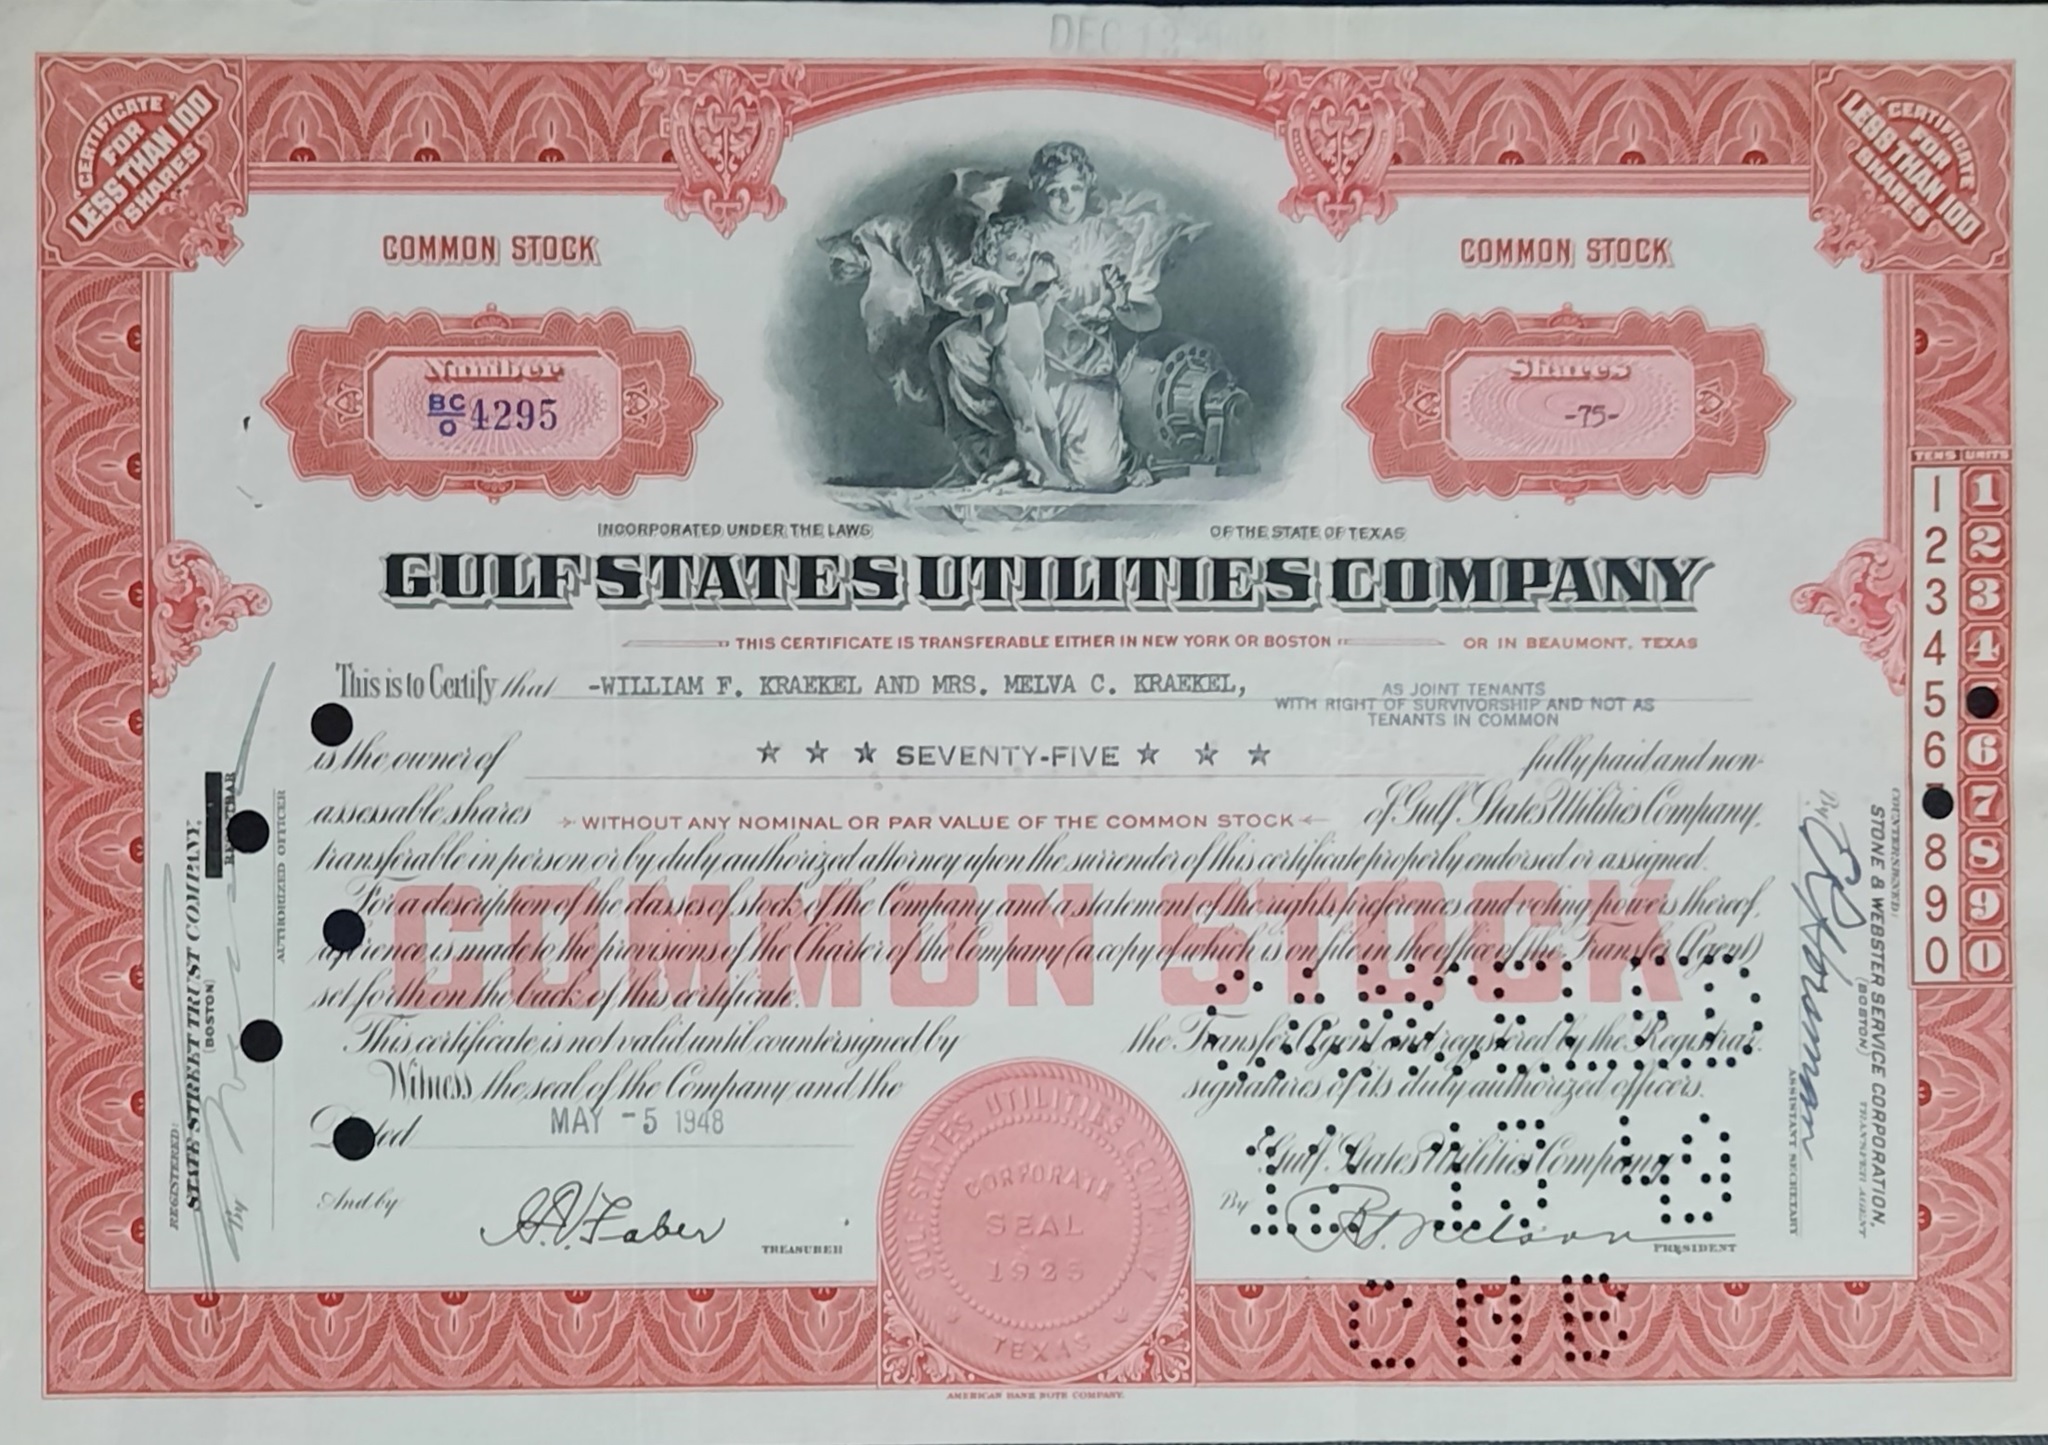 DEC 13
CERTIFICATE
FOR
LESS THAN 100
SHARES
CERTIFICATE
FOR
LESS THAN 100
SHARES
COMMON STOCK
COMMON STOCK
Number
BC/O 4295
Shares
-75-
INCORPORATED UNDER THE LAWS OF THE STATE OF TEXAS
GULF STATES UTILITIES COMPANY
THIS CERTIFICATE IS TRANSFERABLE EITHER IN NEW YORK OR BOSTON OR IN BEAUMONT, TEXAS
This is to Certify that -WILLIAM F. KRAEKEL AND MRS. MELVA C. KRAEKEL,
AS JOINT TENANTS
WITH RIGHT OF SURVIVORSHIP AND NOT AS
TENANTS IN COMMON
is the owner of ★ ★ ★ SEVENTY-FIVE ★ ★ ★ fully paid and non-
assessable shares WITHOUT ANY NOMINAL OR PAR VALUE OF THE COMMON STOCK of Gulf States Utilities Company,
transferable in person or by duly authorized attorney upon the surrender of this certificate properly endorsed or assigned.
COMMON STOCK
For a description of the classes of stock of the Company and a statement of the rights preferences and voting powers thereof,
reference is made to the provisions of the Charter of the Company (a copy of which is on file in the office of the Transfer Agent)
set forth on the back of this certificate.
This certificate is not valid until countersigned by the Transfer Agent and registered by the Registrar.
Witness the seal of the Company and the signatures of its duly authorized officers.
Dated MAY -5 1948
Gulf States Utilities Company
And by A.V. Faber
TREASURER
By R.S. Nelson
PRESIDENT
GULF STATES UTILITIES COMPANY
CORPORATE
SEAL
1925
TEXAS
AMERICAN BANK NOTE COMPANY.
REGISTERED:
STATE STREET TRUST COMPANY,
(BOSTON)
REGISTRAR
By
AUTHORIZED OFFICER
COUNTERSIGNED:
STONE & WEBSTER SERVICE CORPORATION,
(BOSTON)
TRANSFER AGENT
By
ASSISTANT SECRETARY
TENS UNITS
1 1
2 2
3 3
4 4
5
6 6
7
8 8
9 9
0 0